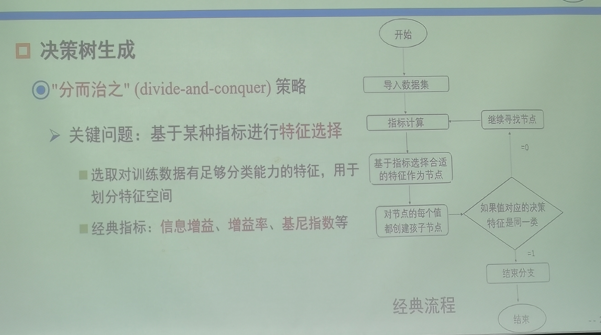 决策树生成
"分而治之" (divide-and-conquer) 策略
关键问题：基于某种指标进行特征选择
选取对训练数据有足够分类能力的特征，用于
划分特征空间
经典指标：信息增益、增益率、基尼指数等
开始
导入数据集
指标计算
继续寻找节点
基于指标选择合适
的特征作为节点
=0
对节点的每个值
都创建孩子节点
如果值对应的决策
特征是同一类
=1
结束分支
结束
经典流程